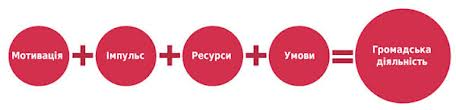 Мотивація + Імпульс + Ресурси + Умови = Громадська
діяльність